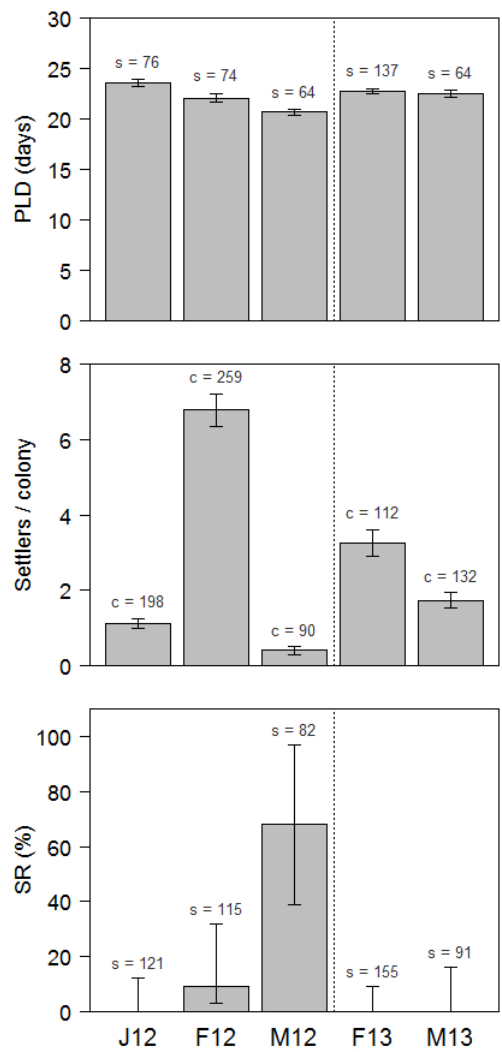 30
25
20
15
10
5
0
PLD (days)
s = 76
s = 74
s = 64
s = 137
s = 64
8
6
4
2
0
Settlers / colony
c = 198
c = 259
c = 90
c = 112
c = 132
100
80
60
40
20
0
SR (%)
s = 121
s = 115
s = 82
s = 155
s = 91
J12 F12 M12 F13 M13